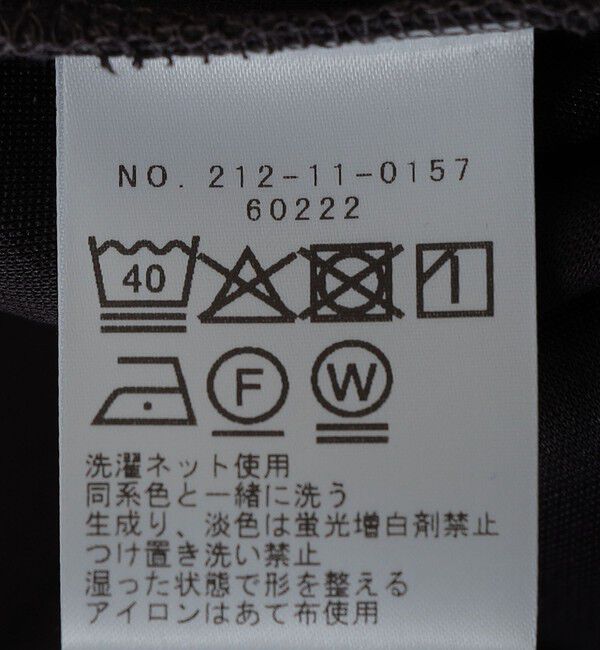 NO. 212-11-0157
60222
40
F W
洗濯ネット使用
同系色と一緒に洗う
生成り、淡色は蛍光増白剤禁止
つけ置き洗い禁止
湿った状態で形を整える
アイロンはあて布使用